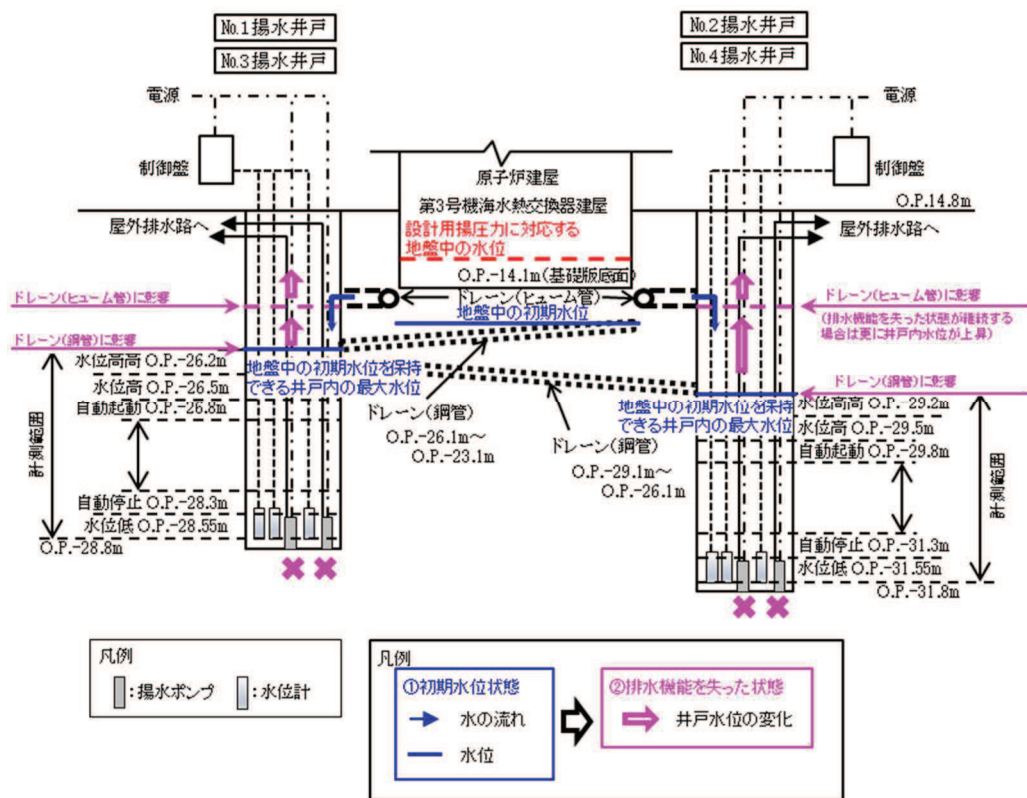 No.1揚水井戸
No.3揚水井戸
No.2揚水井戸
No.4揚水井戸
電源
電源
制御盤
制御盤
原子炉建屋
第3号機海水熱交換器建屋
設計用揚圧力に対応する
地盤中の水位
O.P.-14.1m(基礎版底面)
O.P.14.8m
屋外排水路へ
屋外排水路へ
ドレーン(ヒューム管)に影響
ドレーン(ヒューム管)
地盤中の初期水位
ドレーン(ヒューム管)に影響
(排水機能を失った状態が継続する
場合は更に井戸内水位が上昇)
ドレーン(鋼管)に影響
ドレーン(鋼管)に影響
地盤中の初期水位を保持
できる井戸内の最大水位
地盤中の初期水位を保持
できる井戸内の最大水位
水位高高 O.P.-26.2m
水位高 O.P.-26.5m
自動起動 O.P.-26.8m
自動停止 O.P.-28.3m
水位低 O.P.-28.55m
O.P.-28.8m
計測範囲
ドレーン(鋼管)
O.P.-26.1m～
O.P.-23.1m
ドレーン(鋼管)
O.P.-29.1m～
O.P.-26.1m
水位高高 O.P.-29.2m
水位高 O.P.-29.5m
自動起動 O.P.-29.8m
自動停止 O.P.-31.3m
水位低 O.P.-31.55m
O.P.-31.8m
計測範囲
凡例
:揚水ポンプ :水位計
凡例
①初期水位状態
水の流れ
水位
②排水機能を失った状態
井戸水位の変化